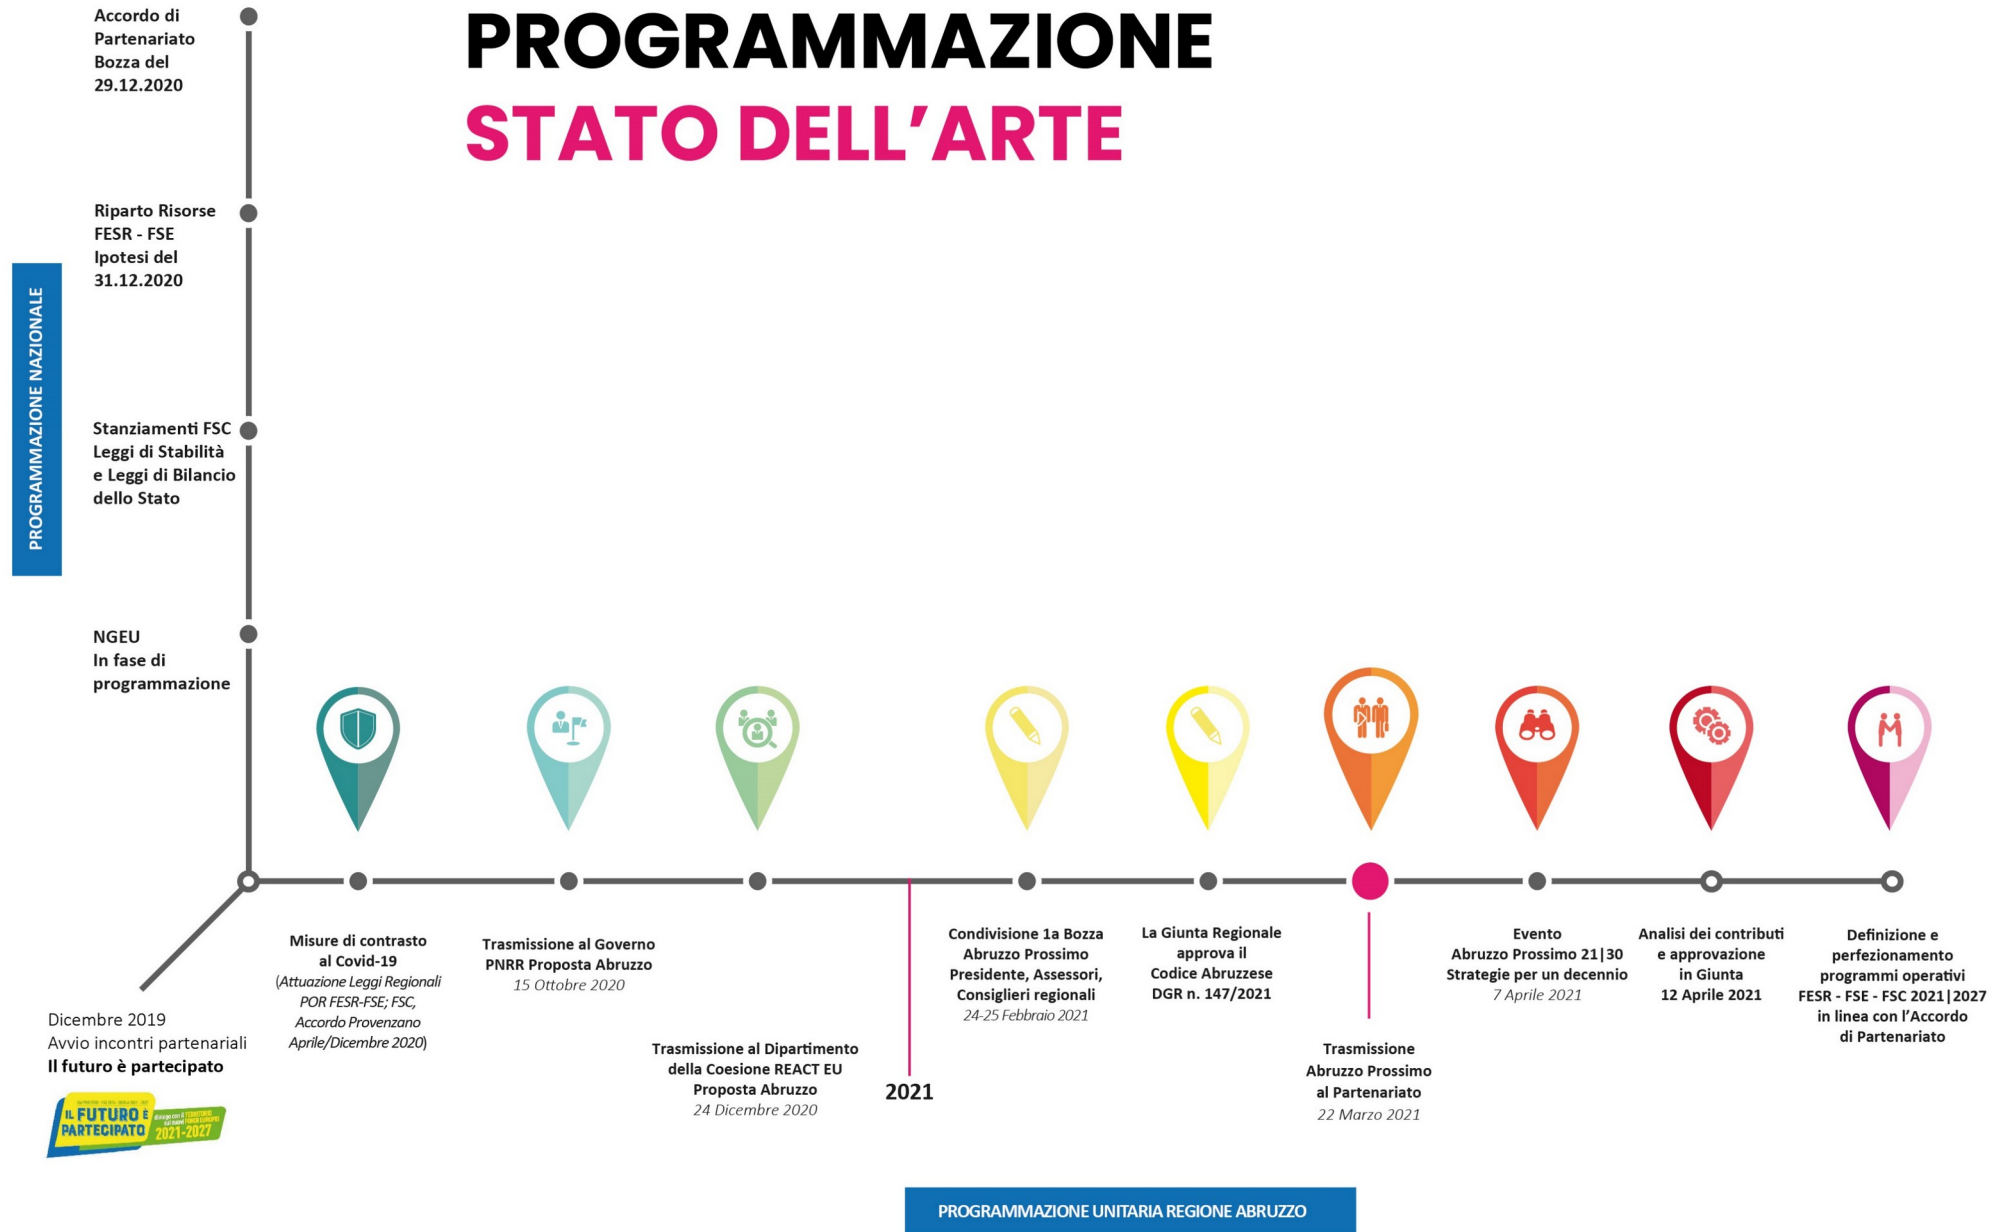 PROGRAMMAZIONE
STATO DELL’ARTE
PROGRAMMAZIONE NAZIONALE
Accordo di
Partenariato
Bozza del
29.12.2020
Riparto Risorse
FESR - FSE
Ipotesi del
31.12.2020
Stanziamenti FSC
Leggi di Stabilità
e Leggi di Bilancio
dello Stato
NGEU
In fase di
programmazione
Dicembre 2019
Avvio incontri partenariali
Il futuro è partecipato
IL FUTURO È
PARTECIPATO
2021-2027
Misure di contrasto
al Covid-19
(Attuazione Leggi Regionali
POR FESR-FSE; FSC,
Accordo Provenzano
Aprile/Dicembre 2020)
Trasmissione al Governo
PNRR Proposta Abruzzo
15 Ottobre 2020
Trasmissione al Dipartimento
della Coesione REACT EU
Proposta Abruzzo
24 Dicembre 2020
2021
Condivisione 1a Bozza
Abruzzo Prossimo
Presidente, Assessori,
Consiglieri regionali
24-25 Febbraio 2021
La Giunta Regionale
approva il
Codice Abruzzese
DGR n. 147/2021
Trasmissione
Abruzzo Prossimo
al Partenariato
22 Marzo 2021
Evento
Abruzzo Prossimo 21|30
Strategie per un decennio
7 Aprile 2021
Analisi dei contributi
e approvazione
in Giunta
12 Aprile 2021
Definizione e
perfezionamento
programmi operativi
FESR - FSE - FSC 2021|2027
in linea con l’Accordo
di Partenariato
PROGRAMMAZIONE UNITARIA REGIONE ABRUZZO